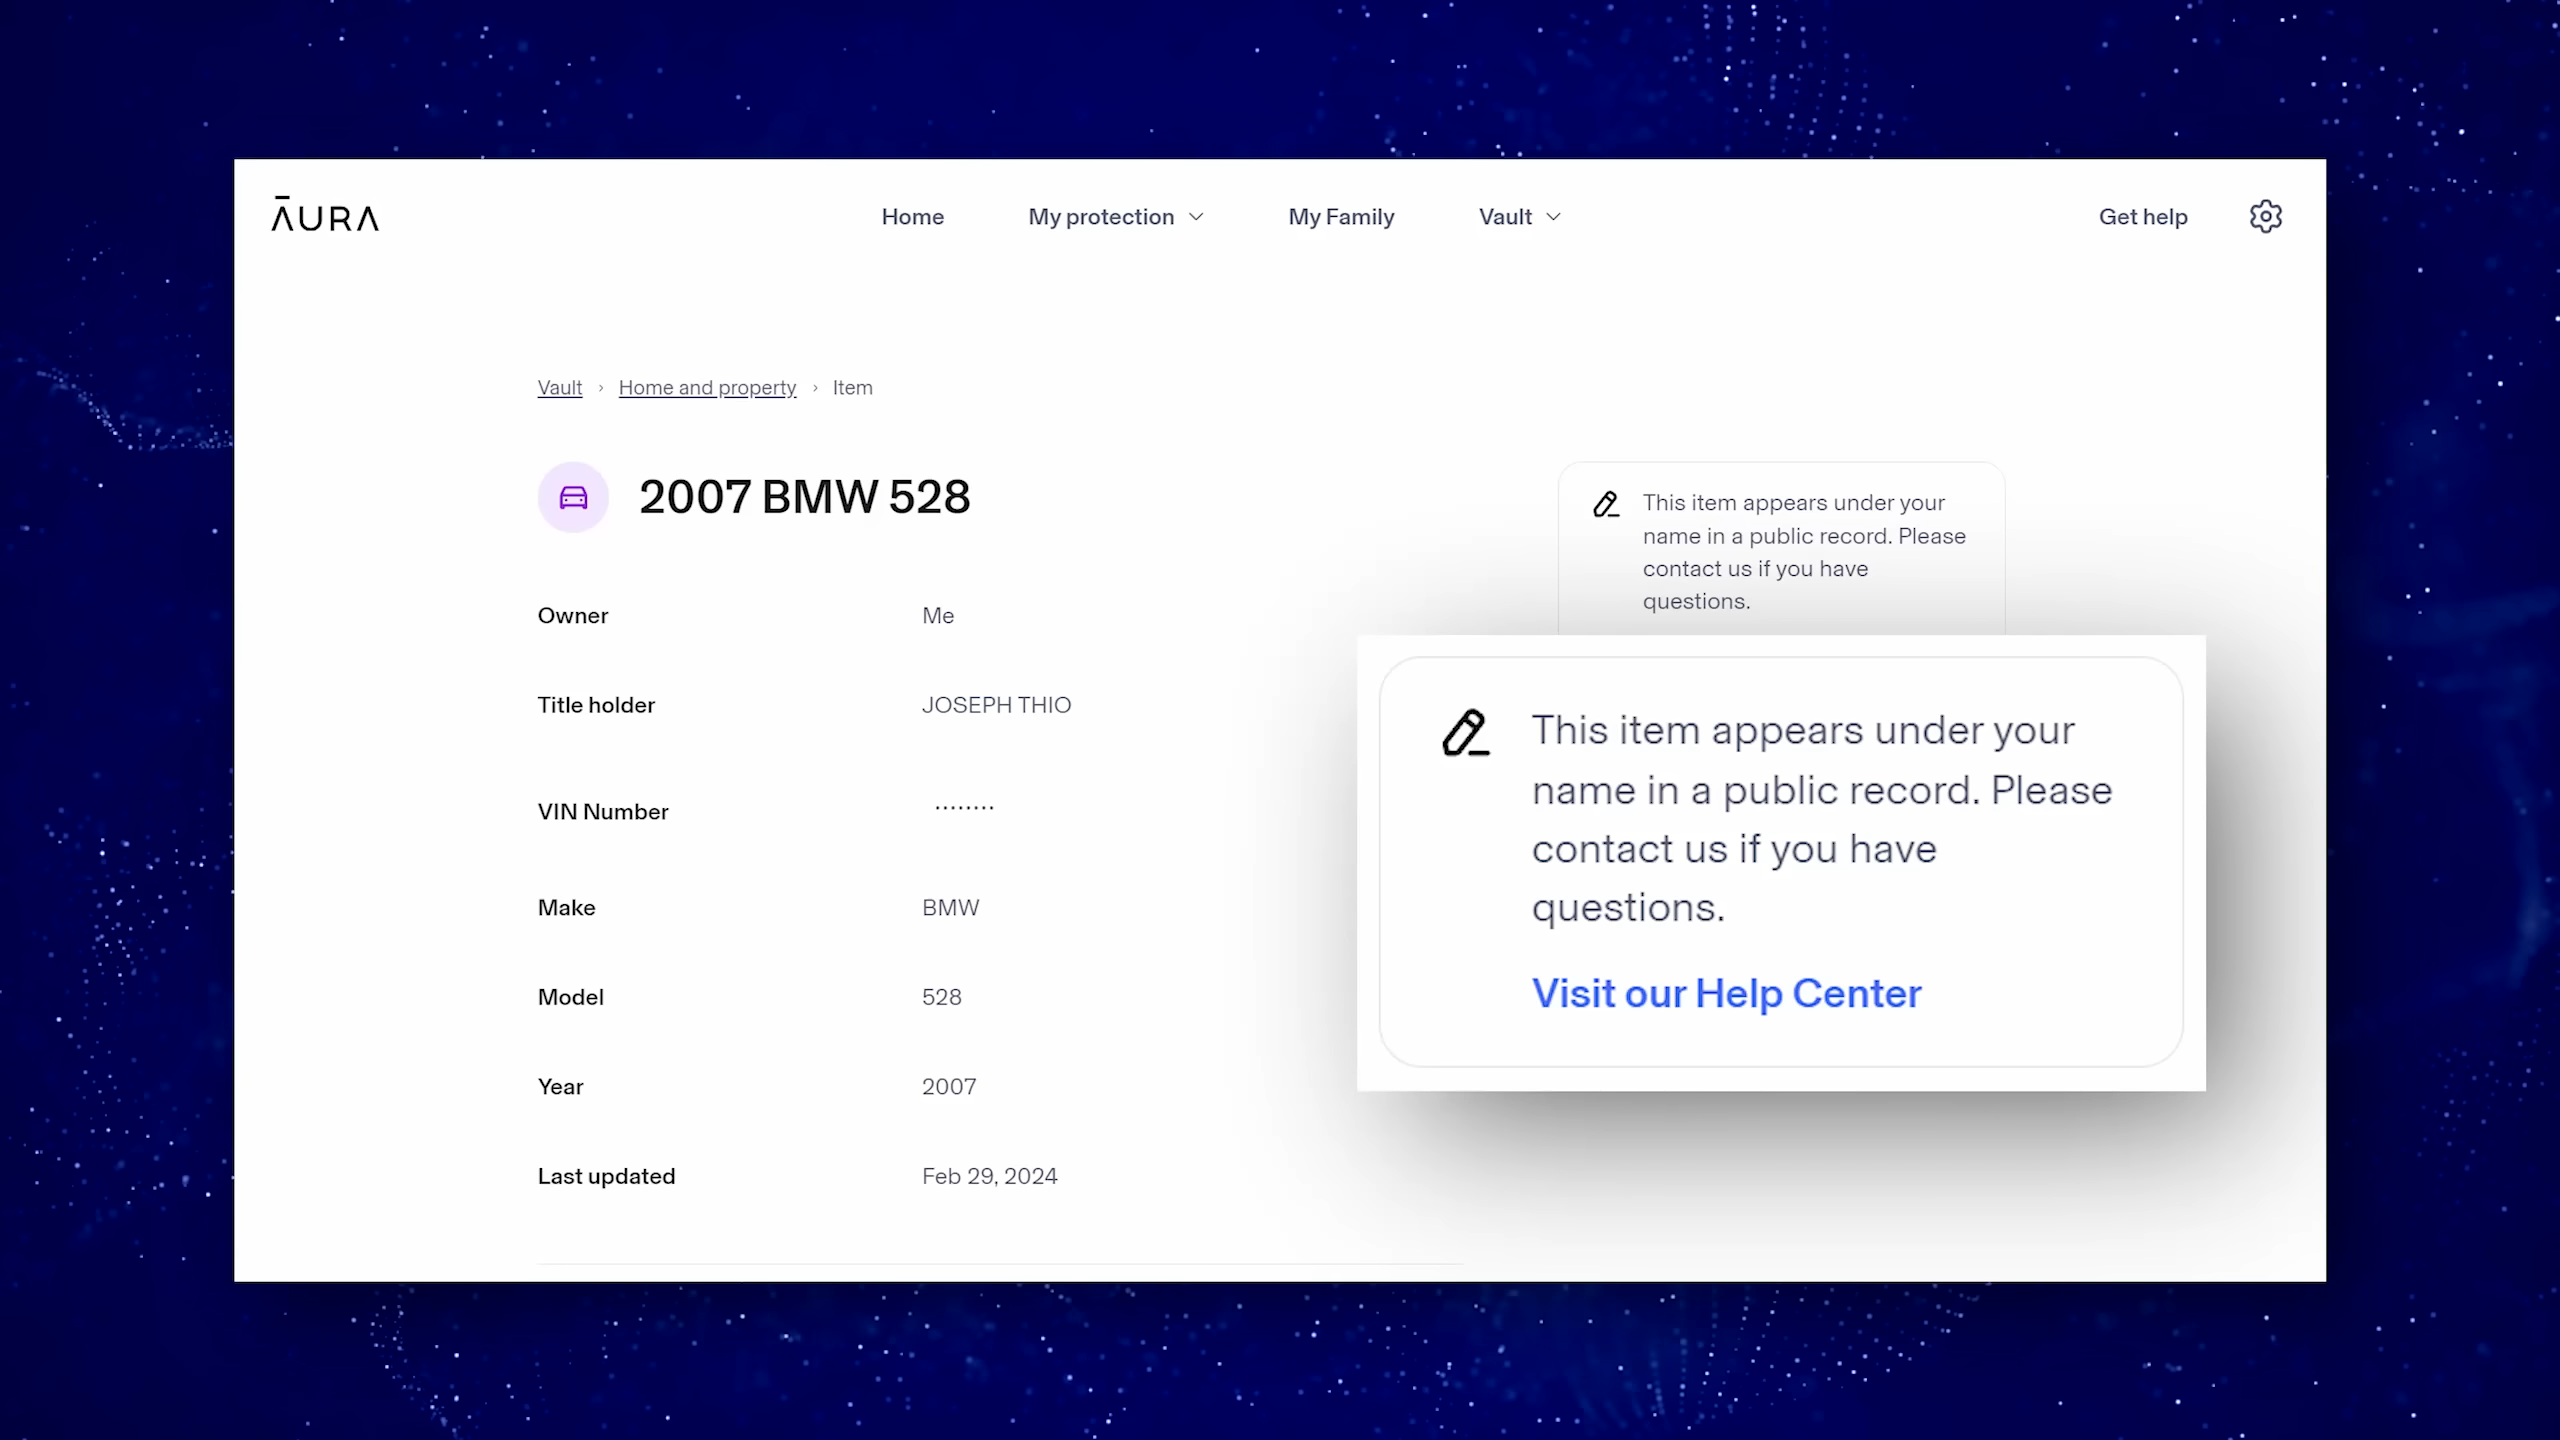 ĀURA
Home
My protection
My Family
Vault
Get help
Vault › Home and property › Item
2007 BMW 528
Owner Me
Title holder JOSEPH THIO
VIN Number ········
Make BMW
Model 528
Year 2007
Last updated Feb 29, 2024
This item appears under your
name in a public record. Please
contact us if you have
questions.
This item appears under your
name in a public record. Please
contact us if you have
questions.
Visit our Help Center